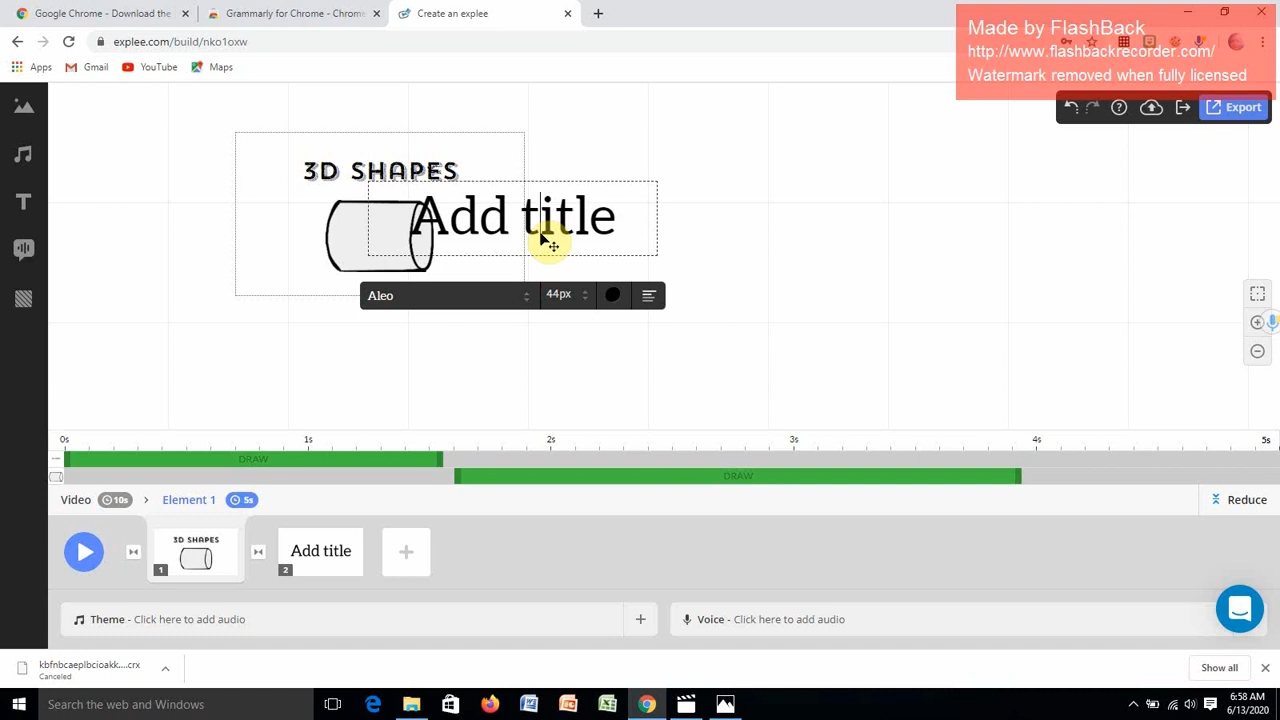 Google Chrome - Download the
Grammarly for Chrome - Chrome
Create an explee
Made by FlashBack
http://www.flashbackrecorder.com/
Watermark removed when fully licensed
explee.com/build/nko1oxw
Apps
Gmail
YouTube
Maps
Export
3D SHAPES
Add title
Aleo
44px
0s
1s
2s
3s
4s
5s
DRAW
DRAW
Video
10s
Element 1
5s
Reduce
3D SHAPES
1
Add title
2
Theme - Click here to add audio
Voice - Click here to add audio
kbfnbcaeplbcioakk....crx
Canceled
Show all
Search the web and Windows
6:58 AM
6/13/2020